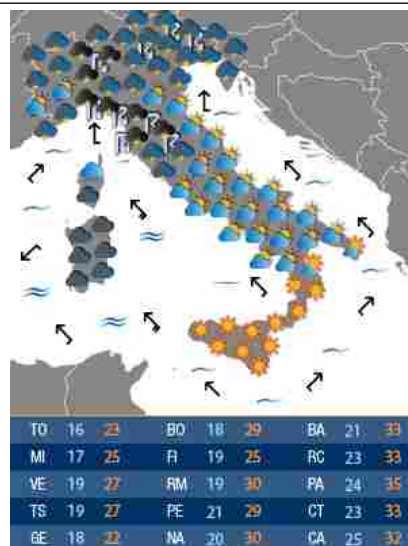 TO 16 23 BO 18 29 BA 21 33
MI 17 25 FI 19 25 RC 23 33
VE 19 27 RM 19 30 PA 24 35
TS 19 27 PE 21 29 CT 23 33
GE 18 22 NA 20 30 CA 25 32